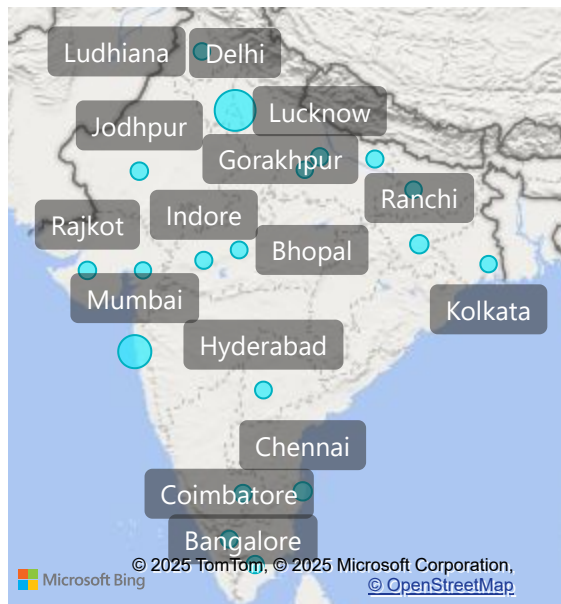 Ludhiana
Delhi
Jodhpur
Lucknow
Gorakhpur
Ranchi
Rajkot
Indore
Bhopal
Mumbai
Kolkata
Hyderabad
Chennai
Coimbatore
Bangalore
© 2025 TomTom, © 2025 Microsoft Corporation,
Microsoft Bing
© OpenStreetMap